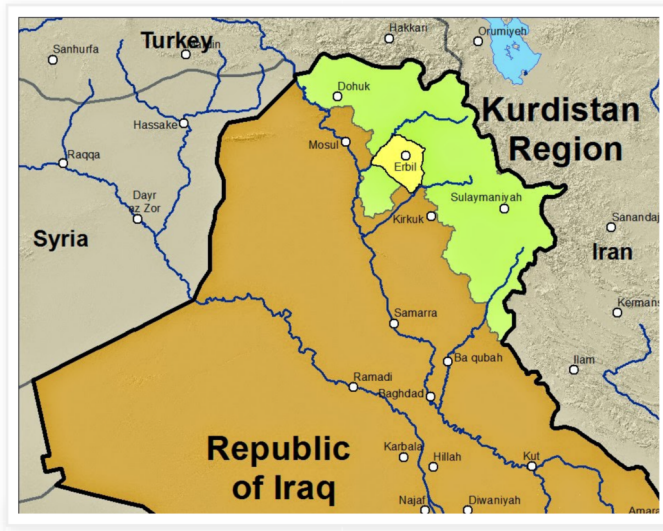 Hakkari
Orumiyeh
Turkey
Sanhurfa
Dohuk
Kurdistan
Region
Hassake
Mosul
Raqqa
Erbil
Dayr
ez Zor
Sulaymaniyah
Kirkuk
Sanandaj
Syria
Iran
Kermans
Samarra
Ba qubah
Ilam
Ramadi
Baghdad
Republic
of Iraq
Karbala
Hillah
Kut
Najaf
Diwaniyah
Amara